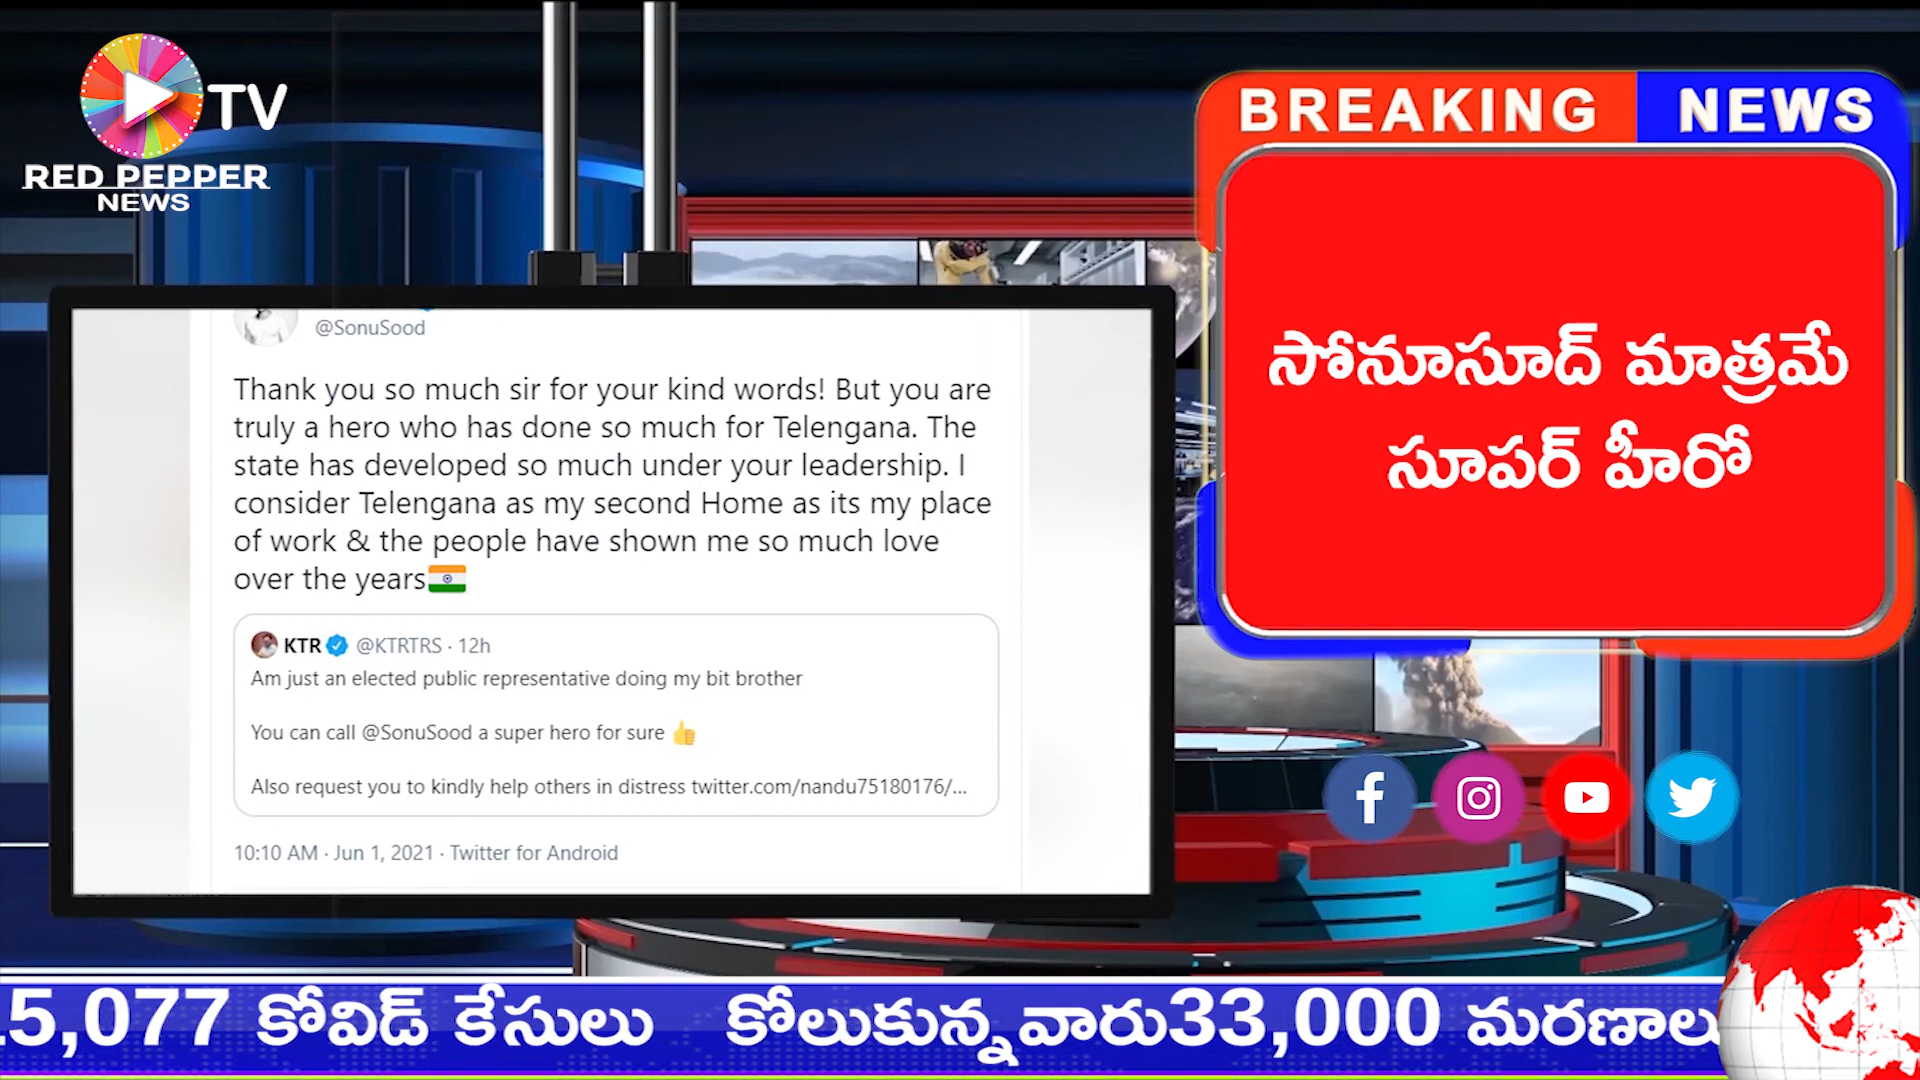 TV
RED PEPPER
NEWS
BREAKING NEWS
సోనూసూద్ మాత్రమే
సూపర్ హీరో
@SonuSood
Thank you so much sir for your kind words! But you are
truly a hero who has done so much for Telengana. The
state has developed so much under your leadership. I
consider Telengana as my second Home as its my place
of work & the people have shown me so much love
over the years🇮🇳
KTR @KTRTRS · 12h
Am just an elected public representative doing my bit brother
You can call @SonuSood a super hero for sure 👍
Also request you to kindly help others in distress twitter.com/nandu75180176/...
10:10 AM · Jun 1, 2021 · Twitter for Android
5,077 కోవిడ్ కేసులు కోలుకున్నవారు33,000 మరణాలు